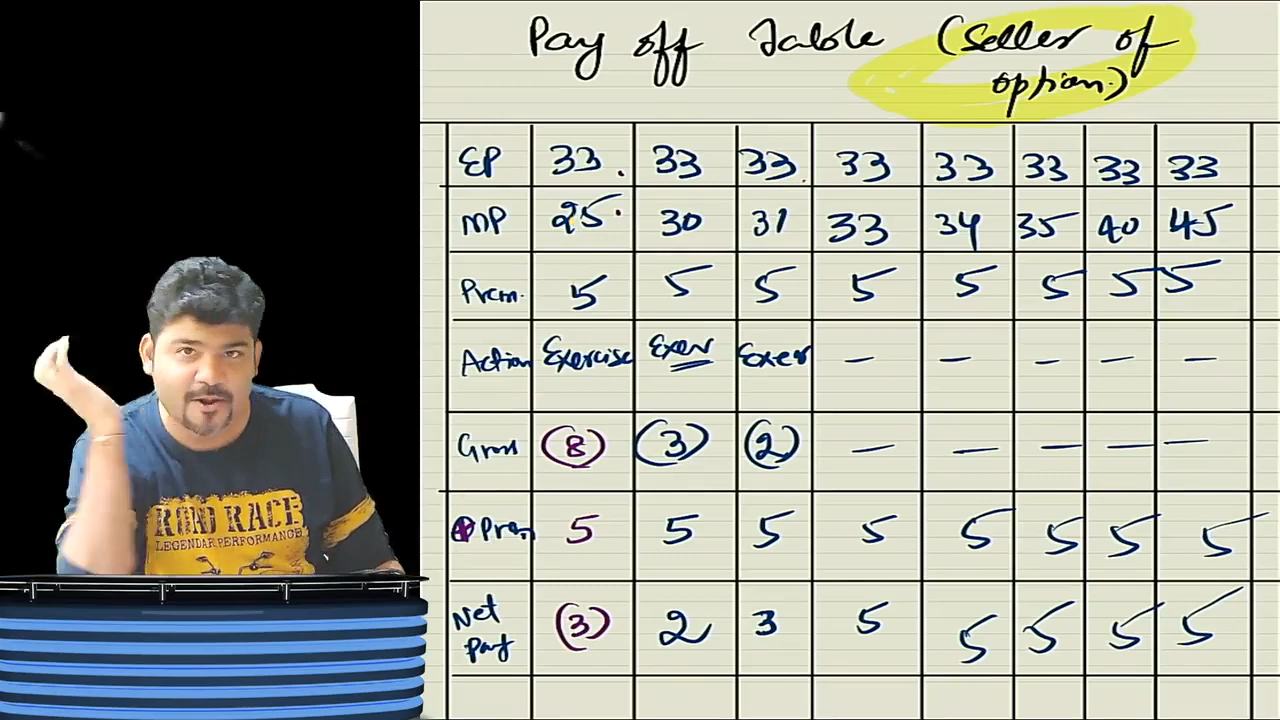 Pay off Table (Seller of
option)
EP 33. 33 33. 33 33 33 33 33
MP 25. 30 31 33 34 35 40 45
Prem. 5 5 5 5 5 5 5 5
Action Exercise Exer Exer – – – – –
Gross (8) (3) (2) – – – – –
+ Prem 5 5 5 5 5 5 5 5
Net
pay (3) 2 3 5 5 5 5 5
ROAD RACE
LEGENDAR PERFORMANCE